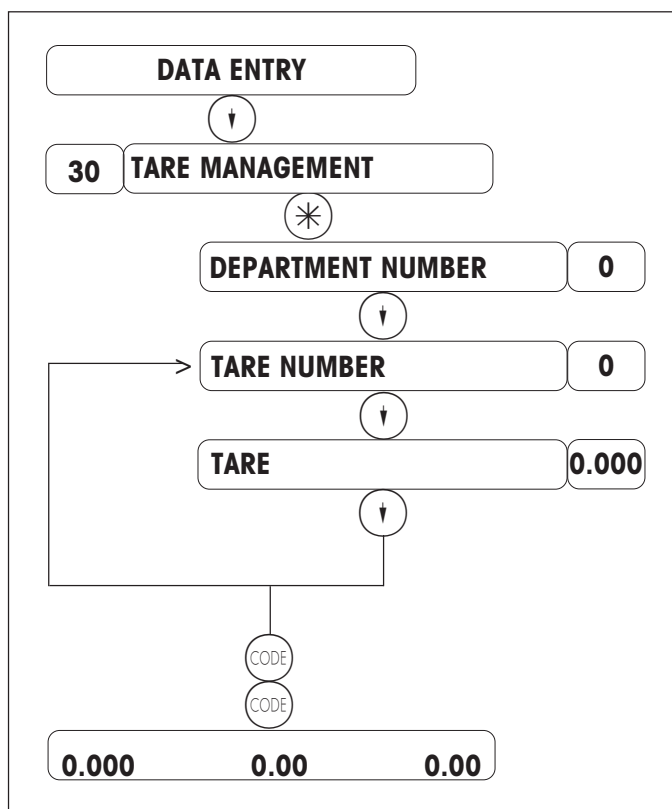 DATA ENTRY
30 TARE MANAGEMENT
DEPARTMENT NUMBER 0
TARE NUMBER 0
TARE 0.000
CODE
CODE
0.000 0.00 0.00